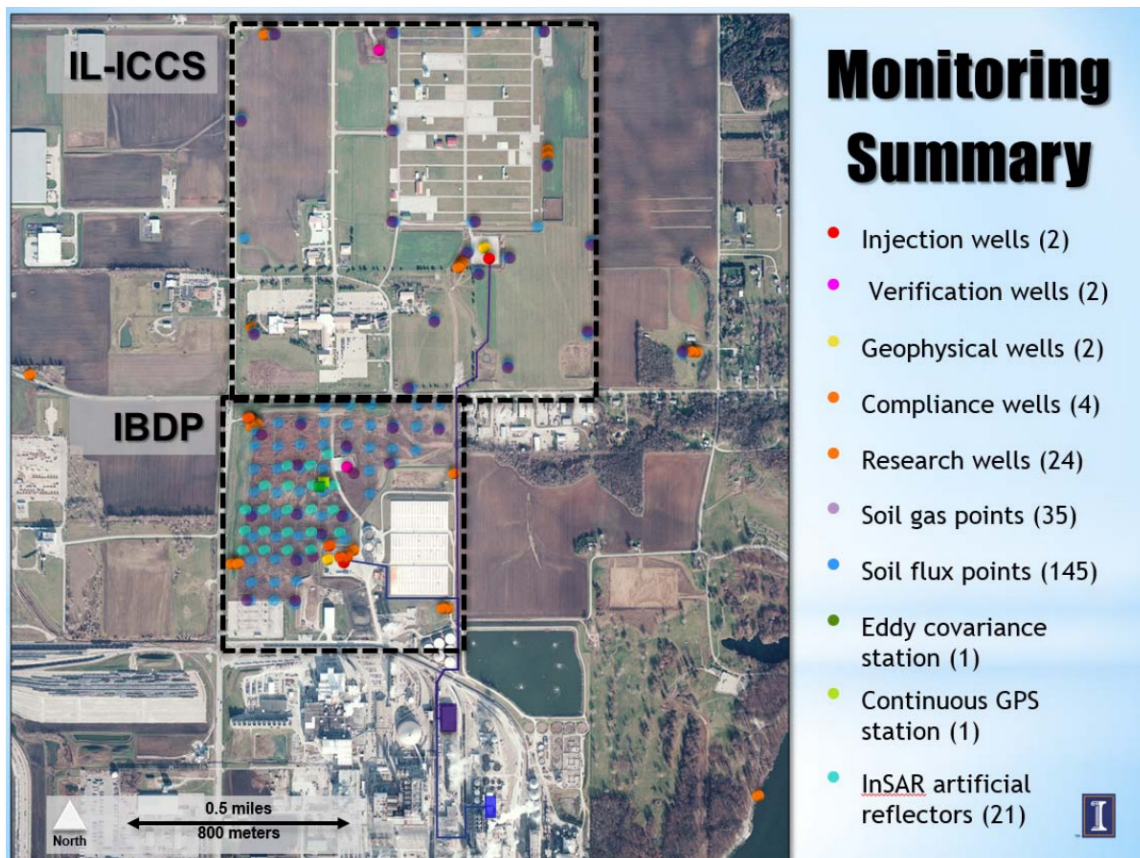 IL-ICCS
IBDP
0.5 miles
800 meters
North
Monitoring
Summary
Injection wells (2)
Verification wells (2)
Geophysical wells (2)
Compliance wells (4)
Research wells (24)
Soil gas points (35)
Soil flux points (145)
Eddy covariance
station (1)
Continuous GPS
station (1)
InSAR artificial
reflectors (21)
I